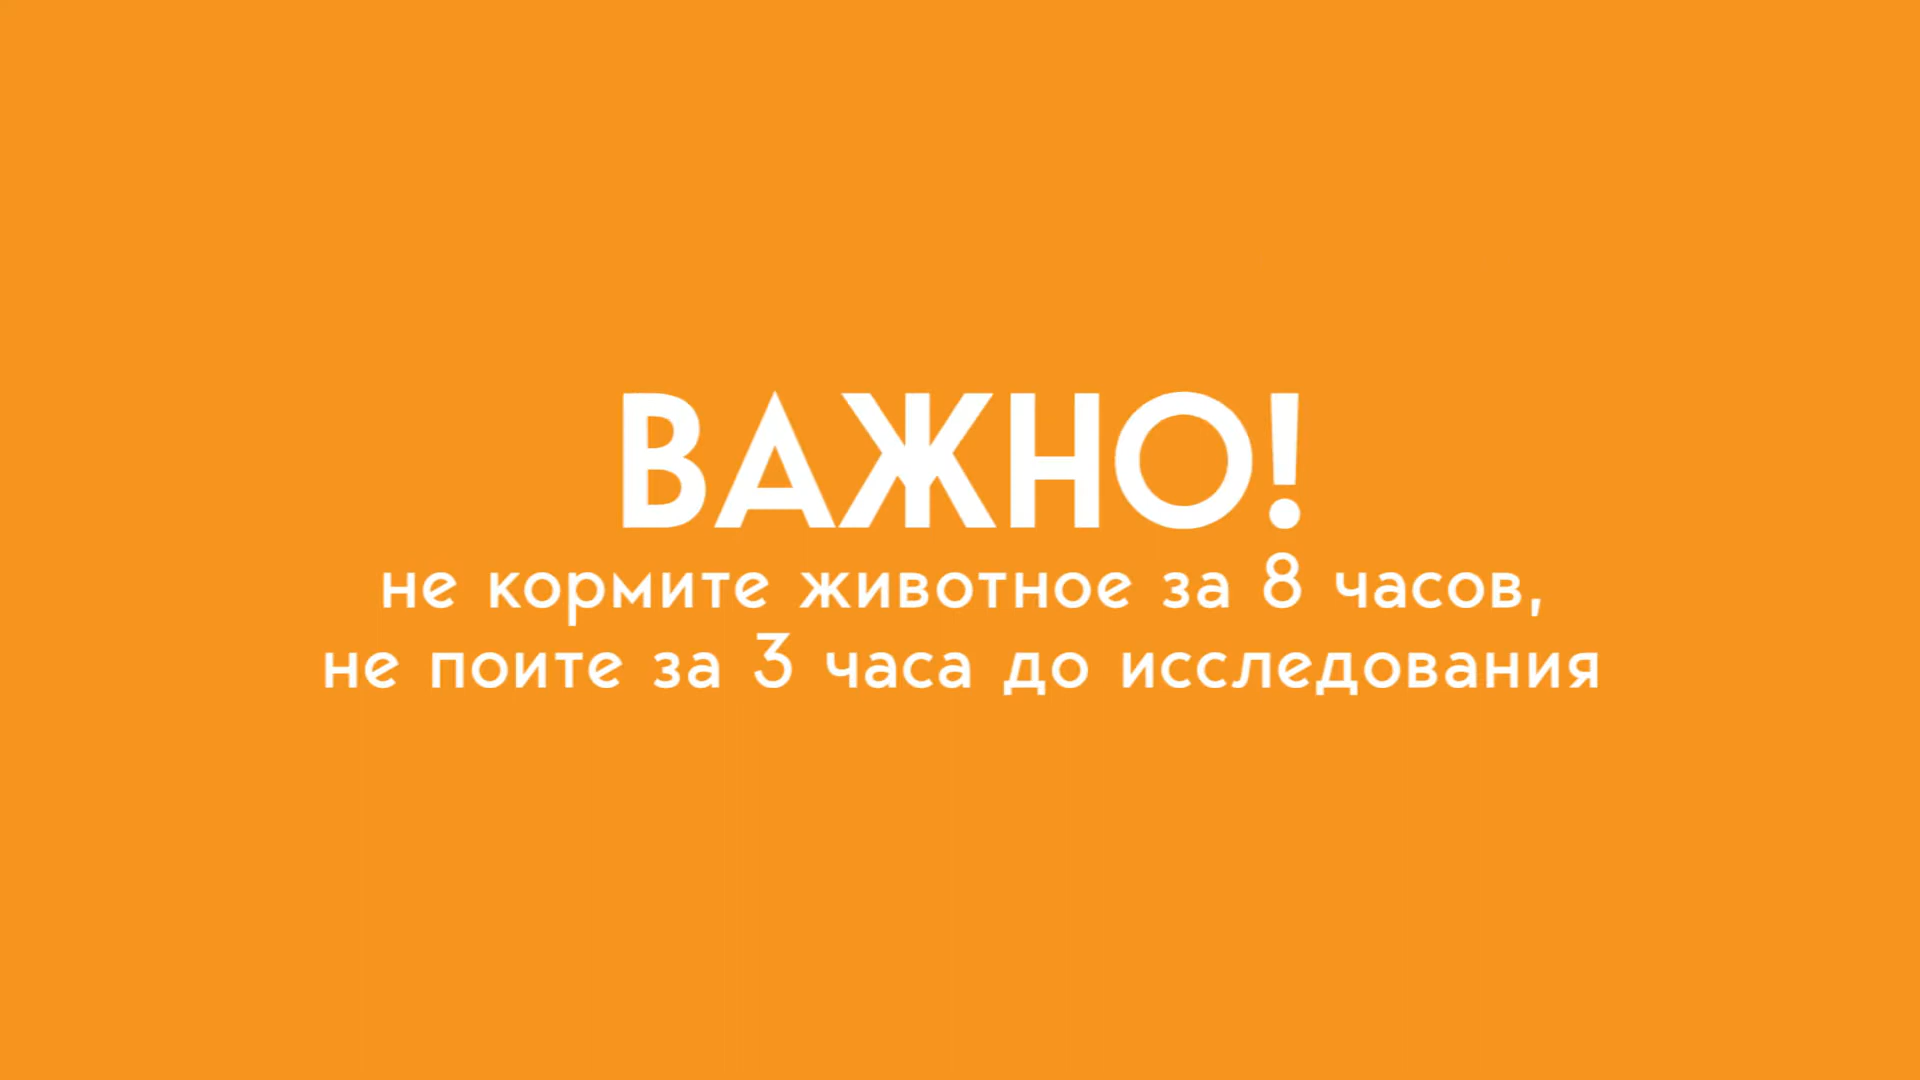 ВАЖНО!
не кормите животное за 8 часов,
не поите за 3 часа до исследования